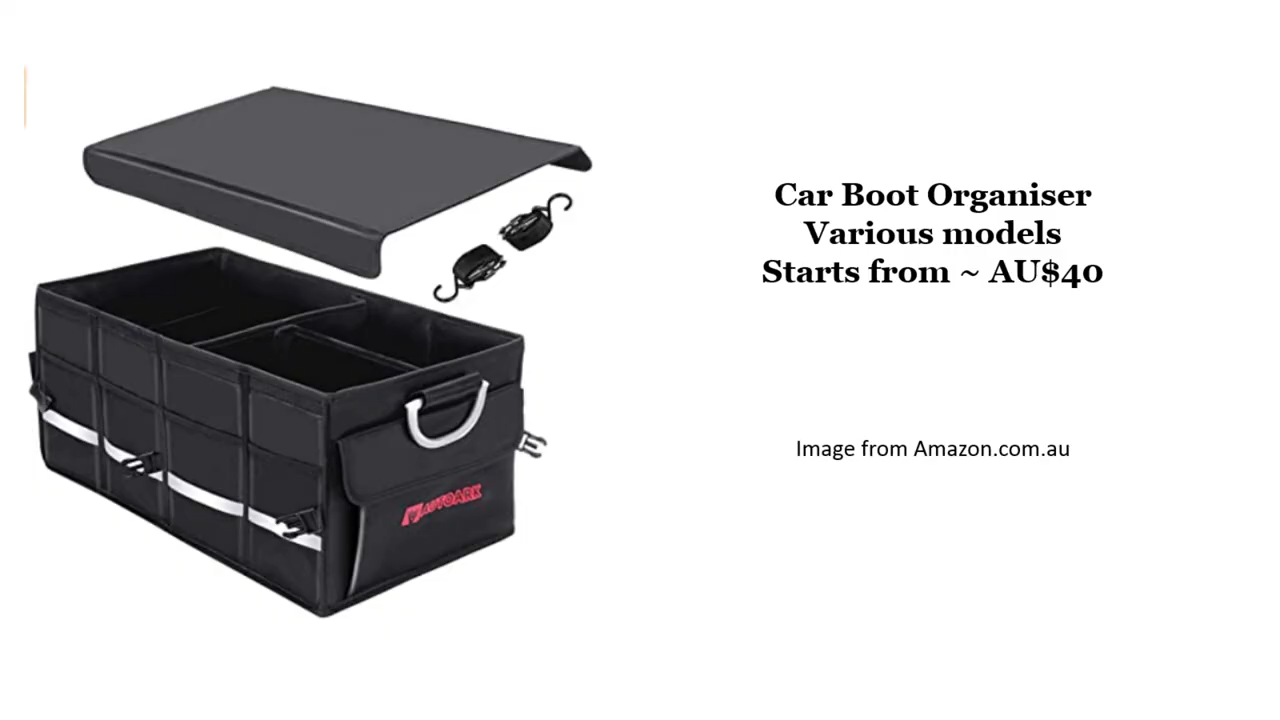 Car Boot Organiser
Various models
Starts from ~ AU$40
Image from Amazon.com.au
AUTOARK